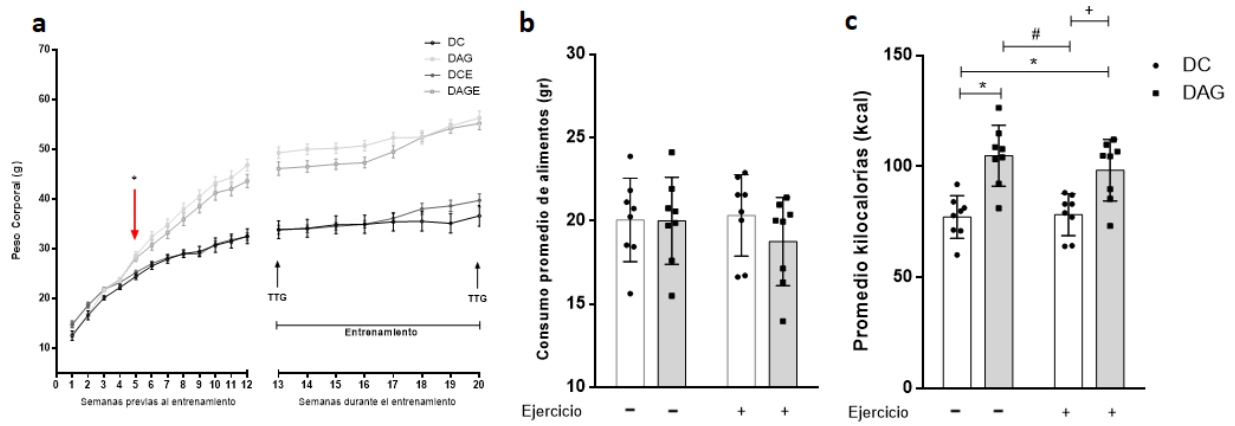 a
70
60
50
40
30
20
10
Peso Corporal (g)
DC
DAG
DCE
DAGE
*
TTG
TTG
Entrenamiento
0 1 2 3 4 5 6 7 8 9 10 11 12
13 14 15 16 17 18 19 20
Semanas previas al entrenamiento
Semanas durante el entrenamiento
b
30
25
20
15
10
Consumo promedio de alimentos (gr)
Ejercicio − − + +
c
+
#
*
*
DC
DAG
150
100
50
0
Promedio kilocalorías (kcal)
Ejercicio − − + +